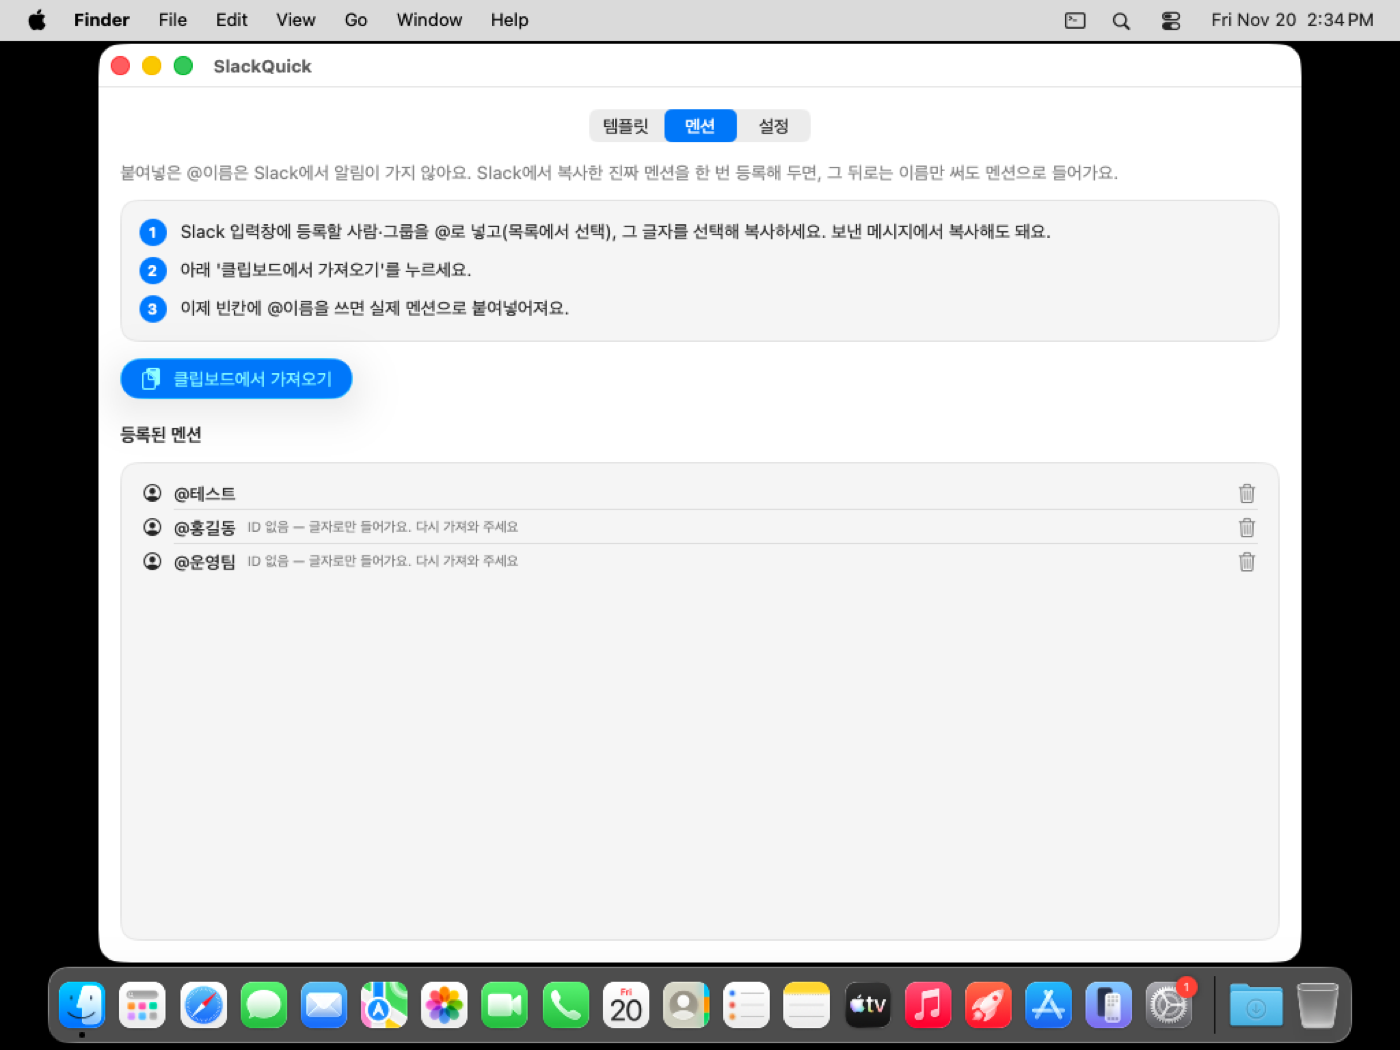 Finder File Edit View Go Window Help Fri Nov 20 2:34 PM
SlackQuick
템플릿 멘션 설정
붙여넣은 @이름은 Slack에서 알림이 가지 않아요. Slack에서 복사한 진짜 멘션을 한 번 등록해 두면, 그 뒤로는 이름만 써도 멘션으로 들어가요.
1 Slack 입력창에 등록할 사람·그룹을 @로 넣고(목록에서 선택), 그 글자를 선택해 복사하세요. 보낸 메시지에서 복사해도 돼요.
2 아래 '클립보드에서 가져오기'를 누르세요.
3 이제 빈칸에 @이름을 쓰면 실제 멘션으로 붙여넣어져요.
클립보드에서 가져오기
등록된 멘션
@테스트
@홍길동 ID 없음 — 글자로만 들어가요. 다시 가져와 주세요
@운영팀 ID 없음 — 글자로만 들어가요. 다시 가져와 주세요
Fri
20
tv
1